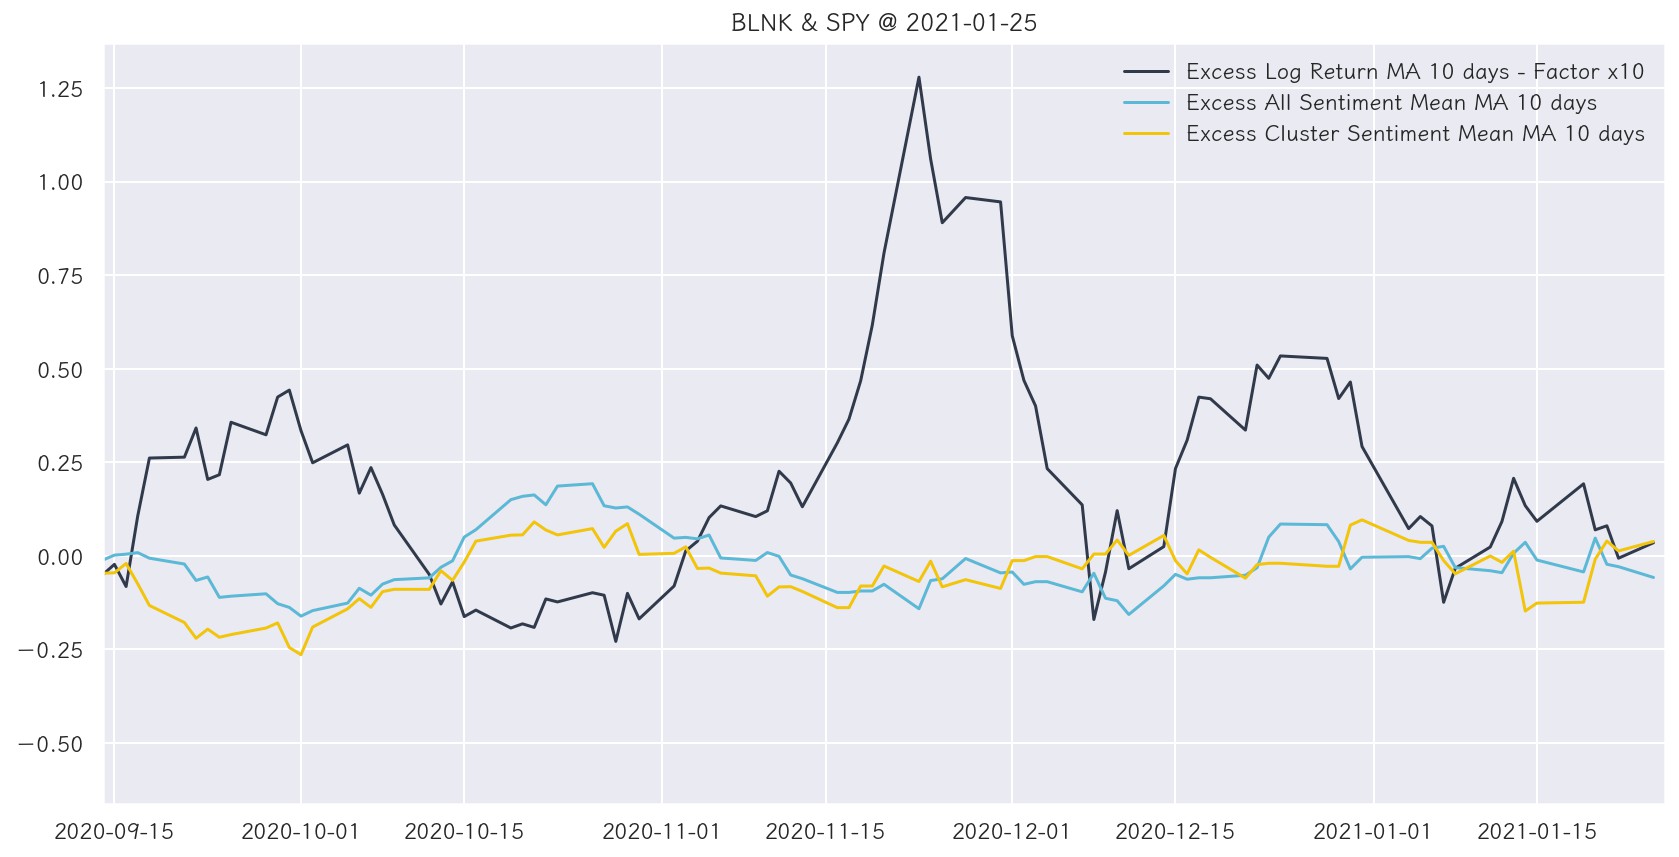 BLNK & SPY @ 2021-01-25
Excess Log Return MA 10 days - Factor x10
Excess All Sentiment Mean MA 10 days
Excess Cluster Sentiment Mean MA 10 days
1.25
1.00
0.75
0.50
0.25
0.00
−0.25
−0.50
2020-09-15 2020-10-01 2020-10-15 2020-11-01 2020-11-15 2020-12-01 2020-12-15 2021-01-01 2021-01-15